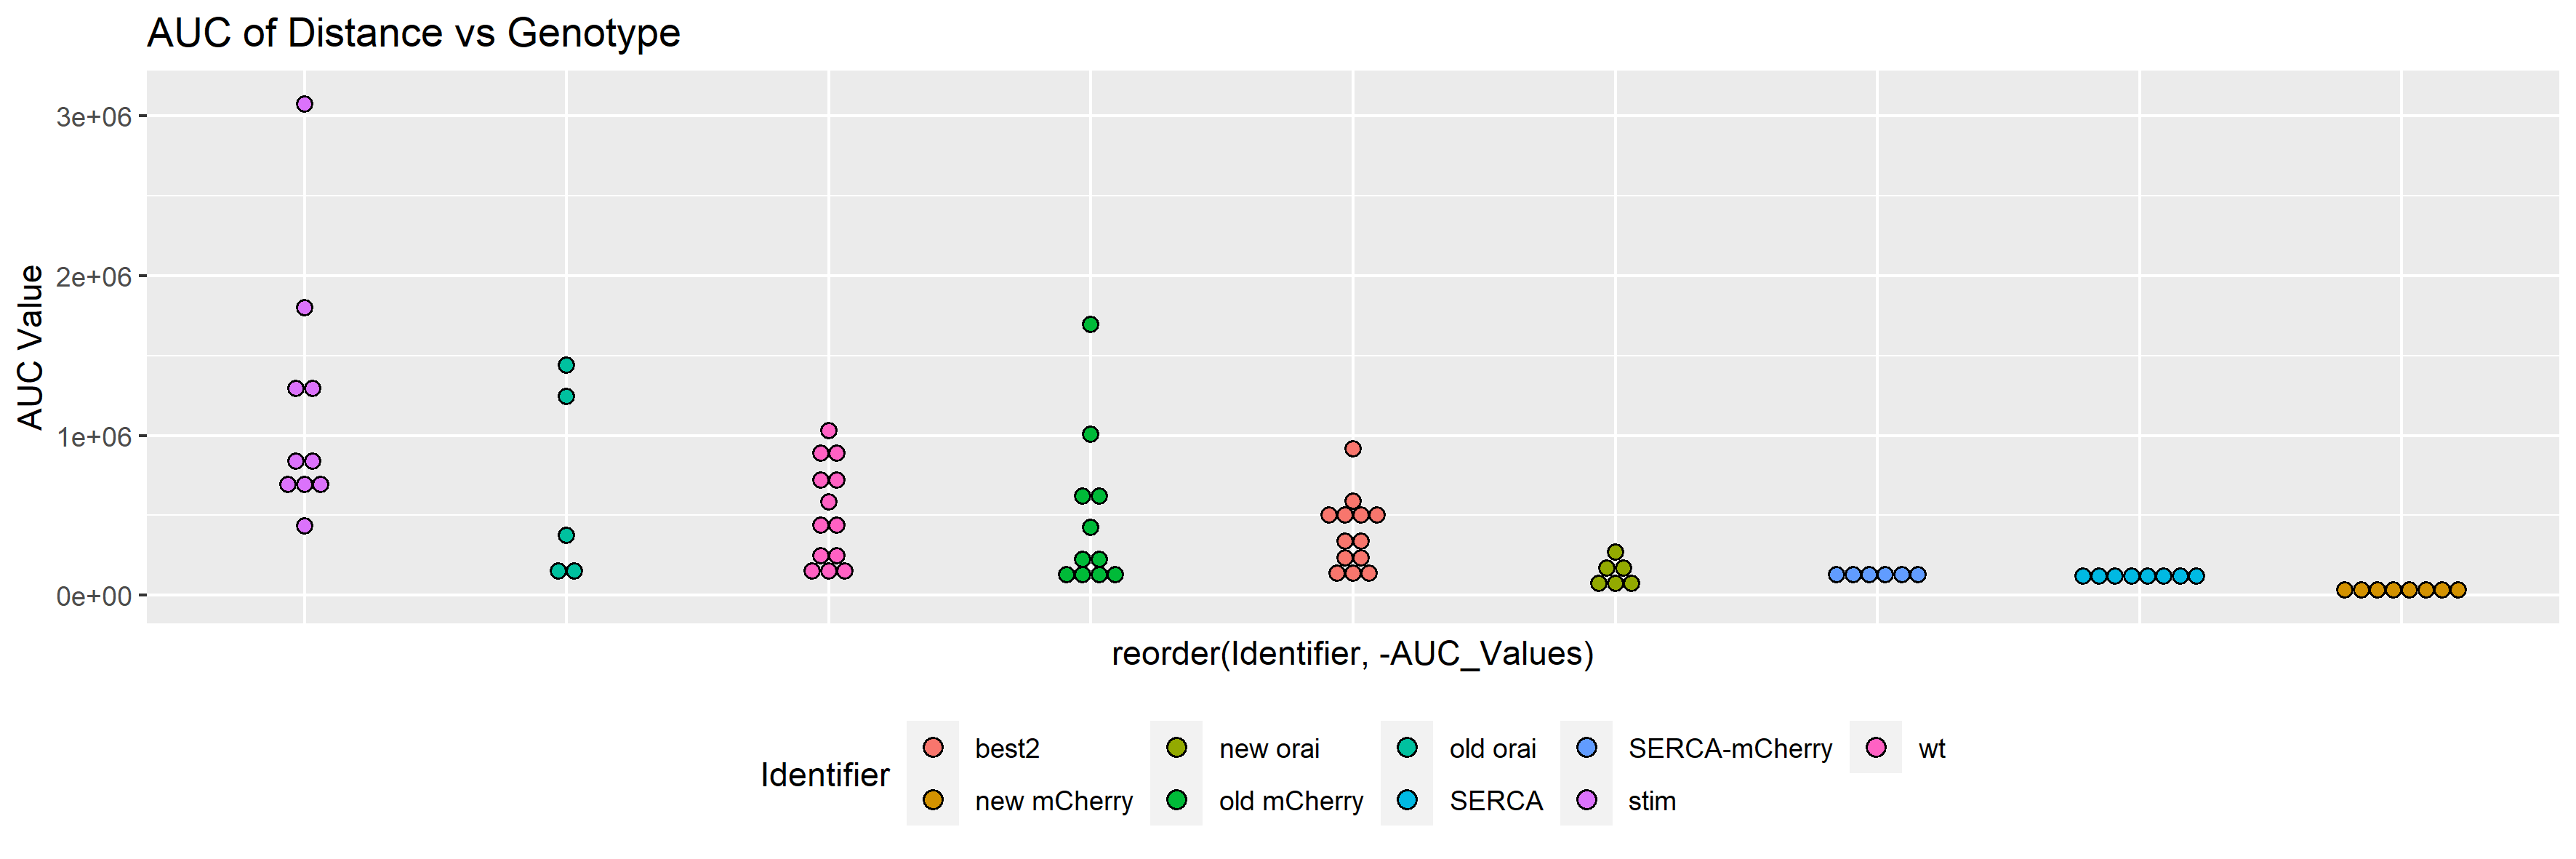 AUC of Distance vs Genotype
3e+06
2e+06
1e+06
0e+00
AUC Value
reorder(Identifier, -AUC_Values)
Identifier
best2
new orai
old orai
SERCA-mCherry
wt
new mCherry
old mCherry
SERCA
stim